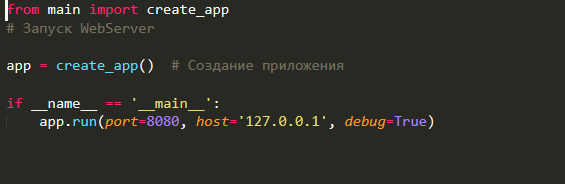 from main import create_app
# Запуск WebServer
app = create_app()  # Создание приложения
if __name__ == '__main__':
    app.run(port=8080, host='127.0.0.1', debug=True)